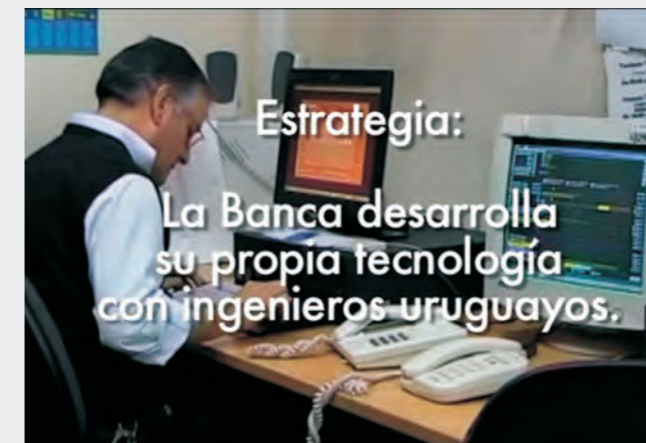 Estrategia:
La Banca desarrolla
su propia tecnología
con ingenieros uruguayos.